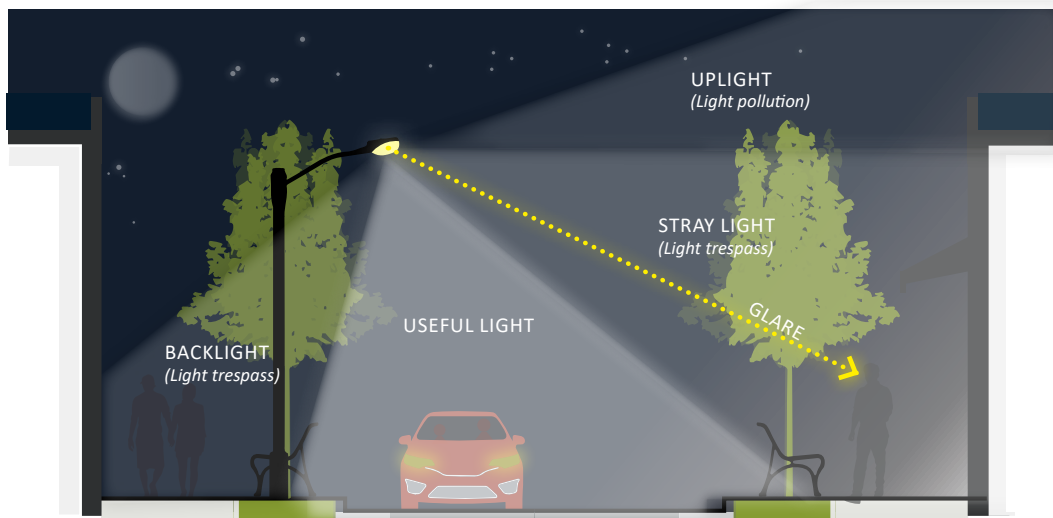 UPLIGHT
(Light pollution)
STRAY LIGHT
(Light trespass)
GLARE
USEFUL LIGHT
BACKLIGHT
(Light trespass)